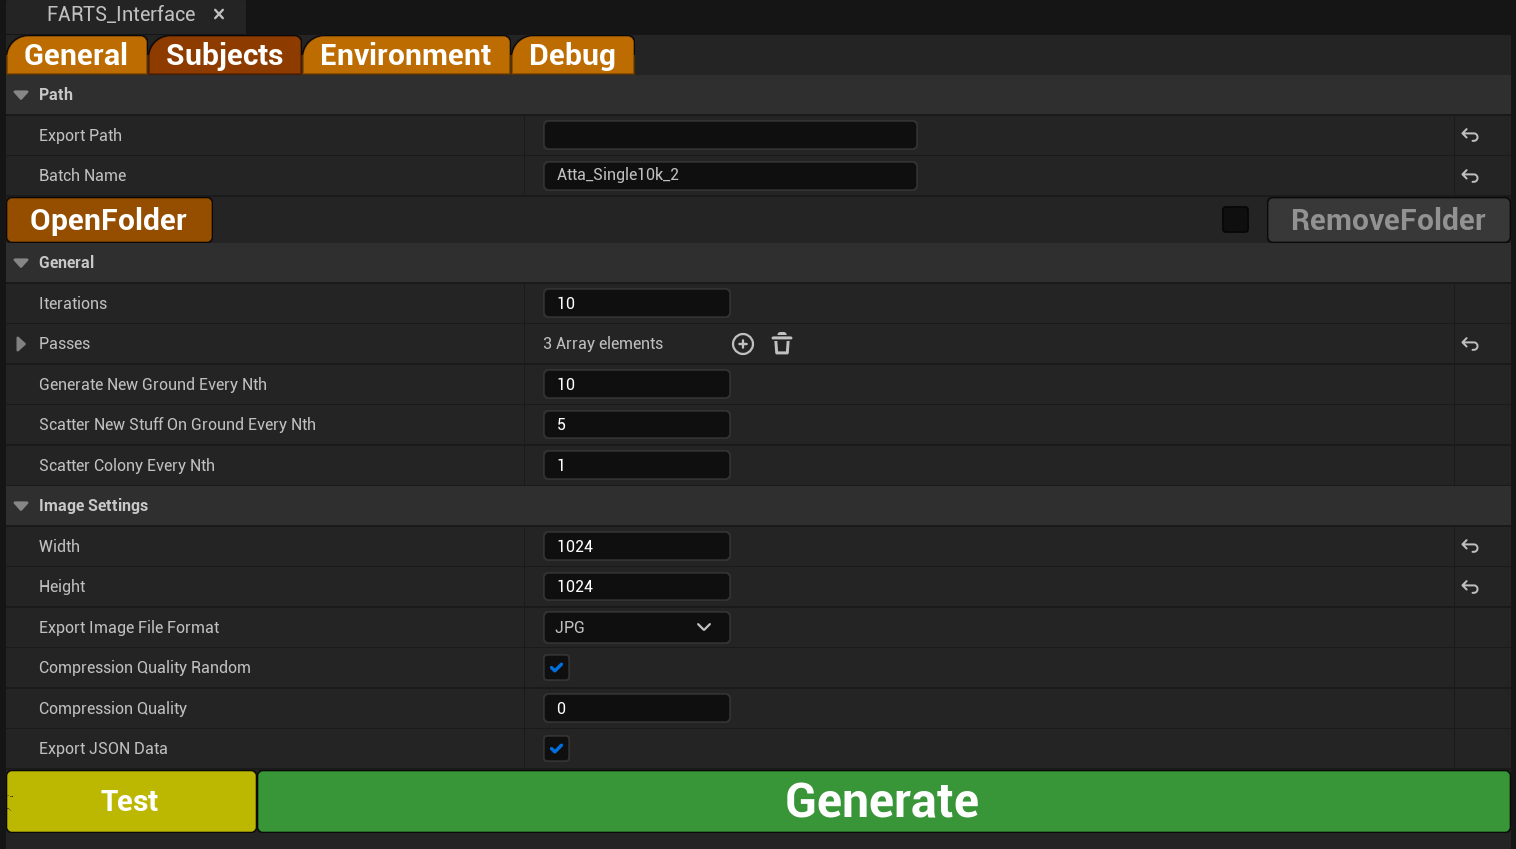 FARTS_Interface
General Subjects Environment Debug
Path
Export Path
Batch Name Atta_Single10k_2
OpenFolder RemoveFolder
General
Iterations 10
Passes 3 Array elements
Generate New Ground Every Nth 10
Scatter New Stuff On Ground Every Nth 5
Scatter Colony Every Nth 1
Image Settings
Width 1024
Height 1024
Export Image File Format JPG
Compression Quality Random
Compression Quality 0
Export JSON Data
Test Generate